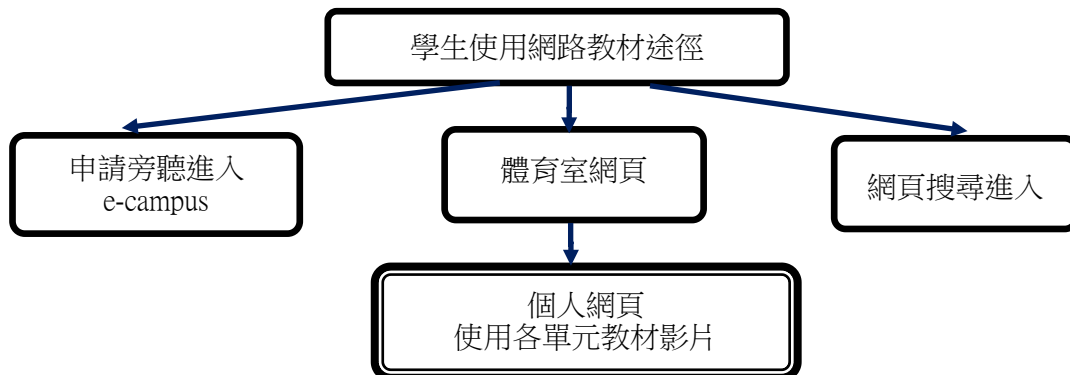 學生使用網路教材途徑
申請旁聽進入
e-campus
體育室網頁
網頁搜尋進入
個人網頁
使用各單元教材影片